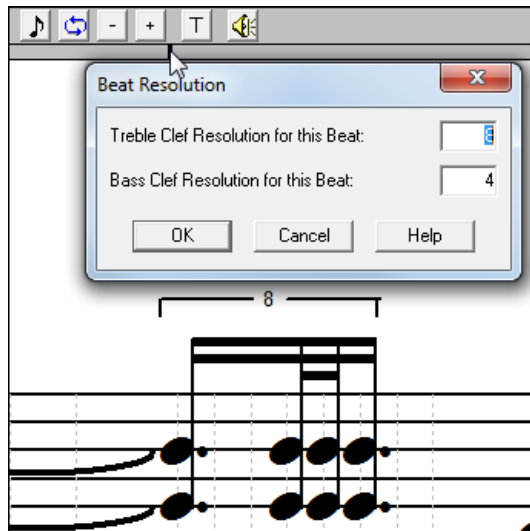 - + T
Beat Resolution
Treble Clef Resolution for this Beat: 8
Bass Clef Resolution for this Beat: 4
OK Cancel Help
8